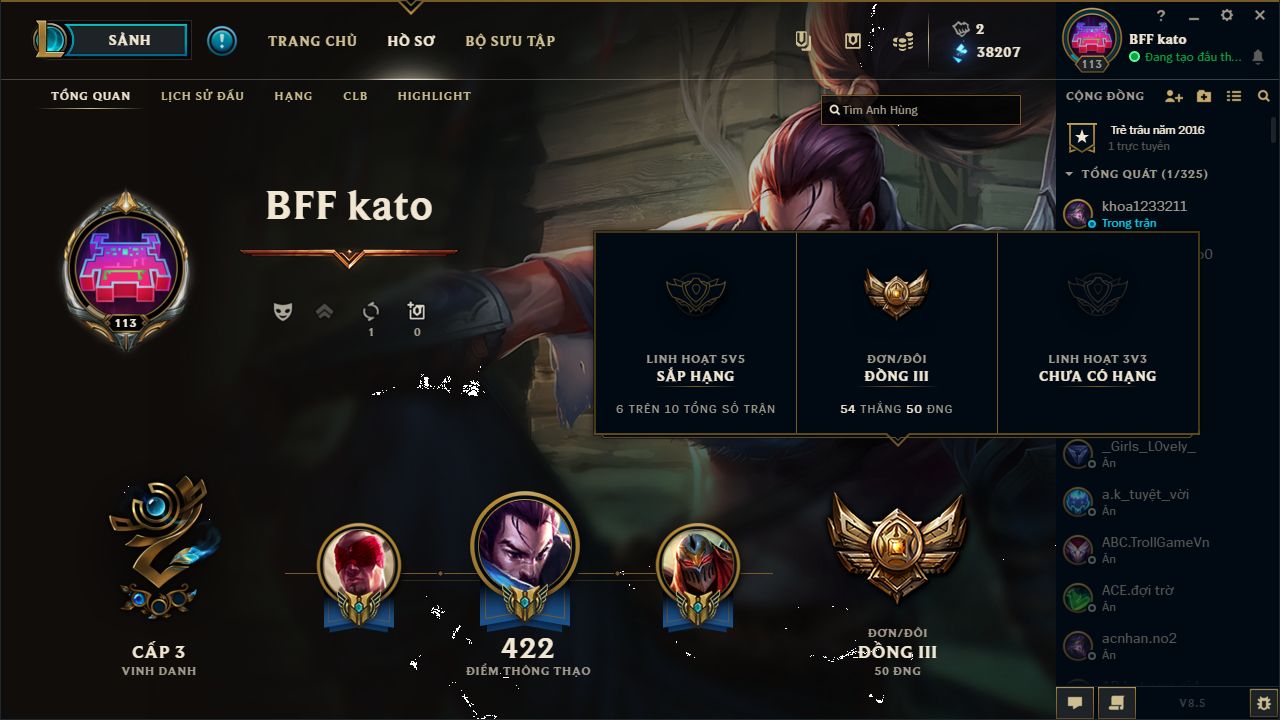 SẢNH
TRANG CHỦ
HỒ SƠ
BỘ SƯU TẬP
2
38207
BFF kato
Đang tạo đấu th...
113
TỔNG QUAN
LỊCH SỬ ĐẤU
HẠNG
CLB
HIGHLIGHT
Tìm Anh Hùng
CỘNG ĐỒNG
Trẻ trâu năm 2016
1 trực tuyến
TỔNG QUÁT (1/325)
khoa1233211
Trong trận
BFF kato
113
1
0
LINH HOẠT 5V5
SẮP HẠNG
6 TRÊN 10 TỔNG SỐ TRẬN
ĐƠN/ĐÔI
ĐỒNG III
54 THẮNG 50 ĐNG
LINH HOẠT 3V3
CHƯA CÓ HẠNG
_Girls_L0vely_
Ẩn
a.k_tuyệt_vời
Ẩn
ABC.TrollGameVn
Ẩn
ACE.đợi trờ
Ẩn
acnhan.no2
Ẩn
CẤP 3
VINH DANH
422
ĐIỂM THÔNG THẠO
ĐƠN/ĐÔI
ĐỒNG III
50 ĐNG
V8.5